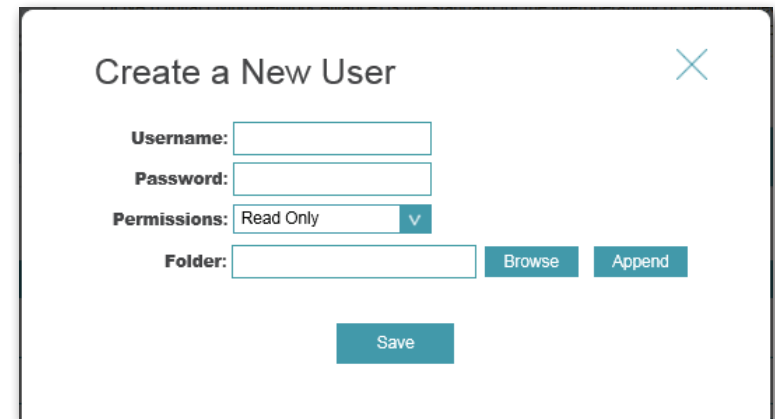 Create a New User
Username:
Password:
Permissions: Read Only V
Folder: Browse Append
Save